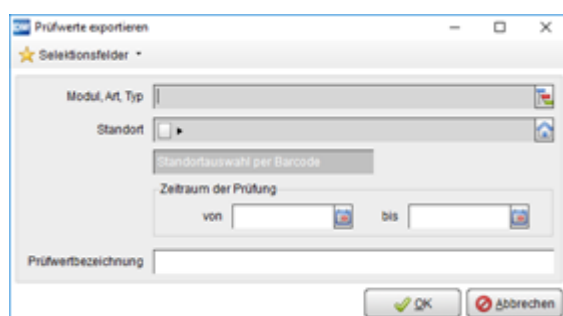 Prüfwerte exportieren
Selektionsfelder
Modul, Art, Typ
Standort
Standortauswahl per Barcode
Zeitraum der Prüfung
von bis
Prüfwertbezeichnung
OK Abbrechen